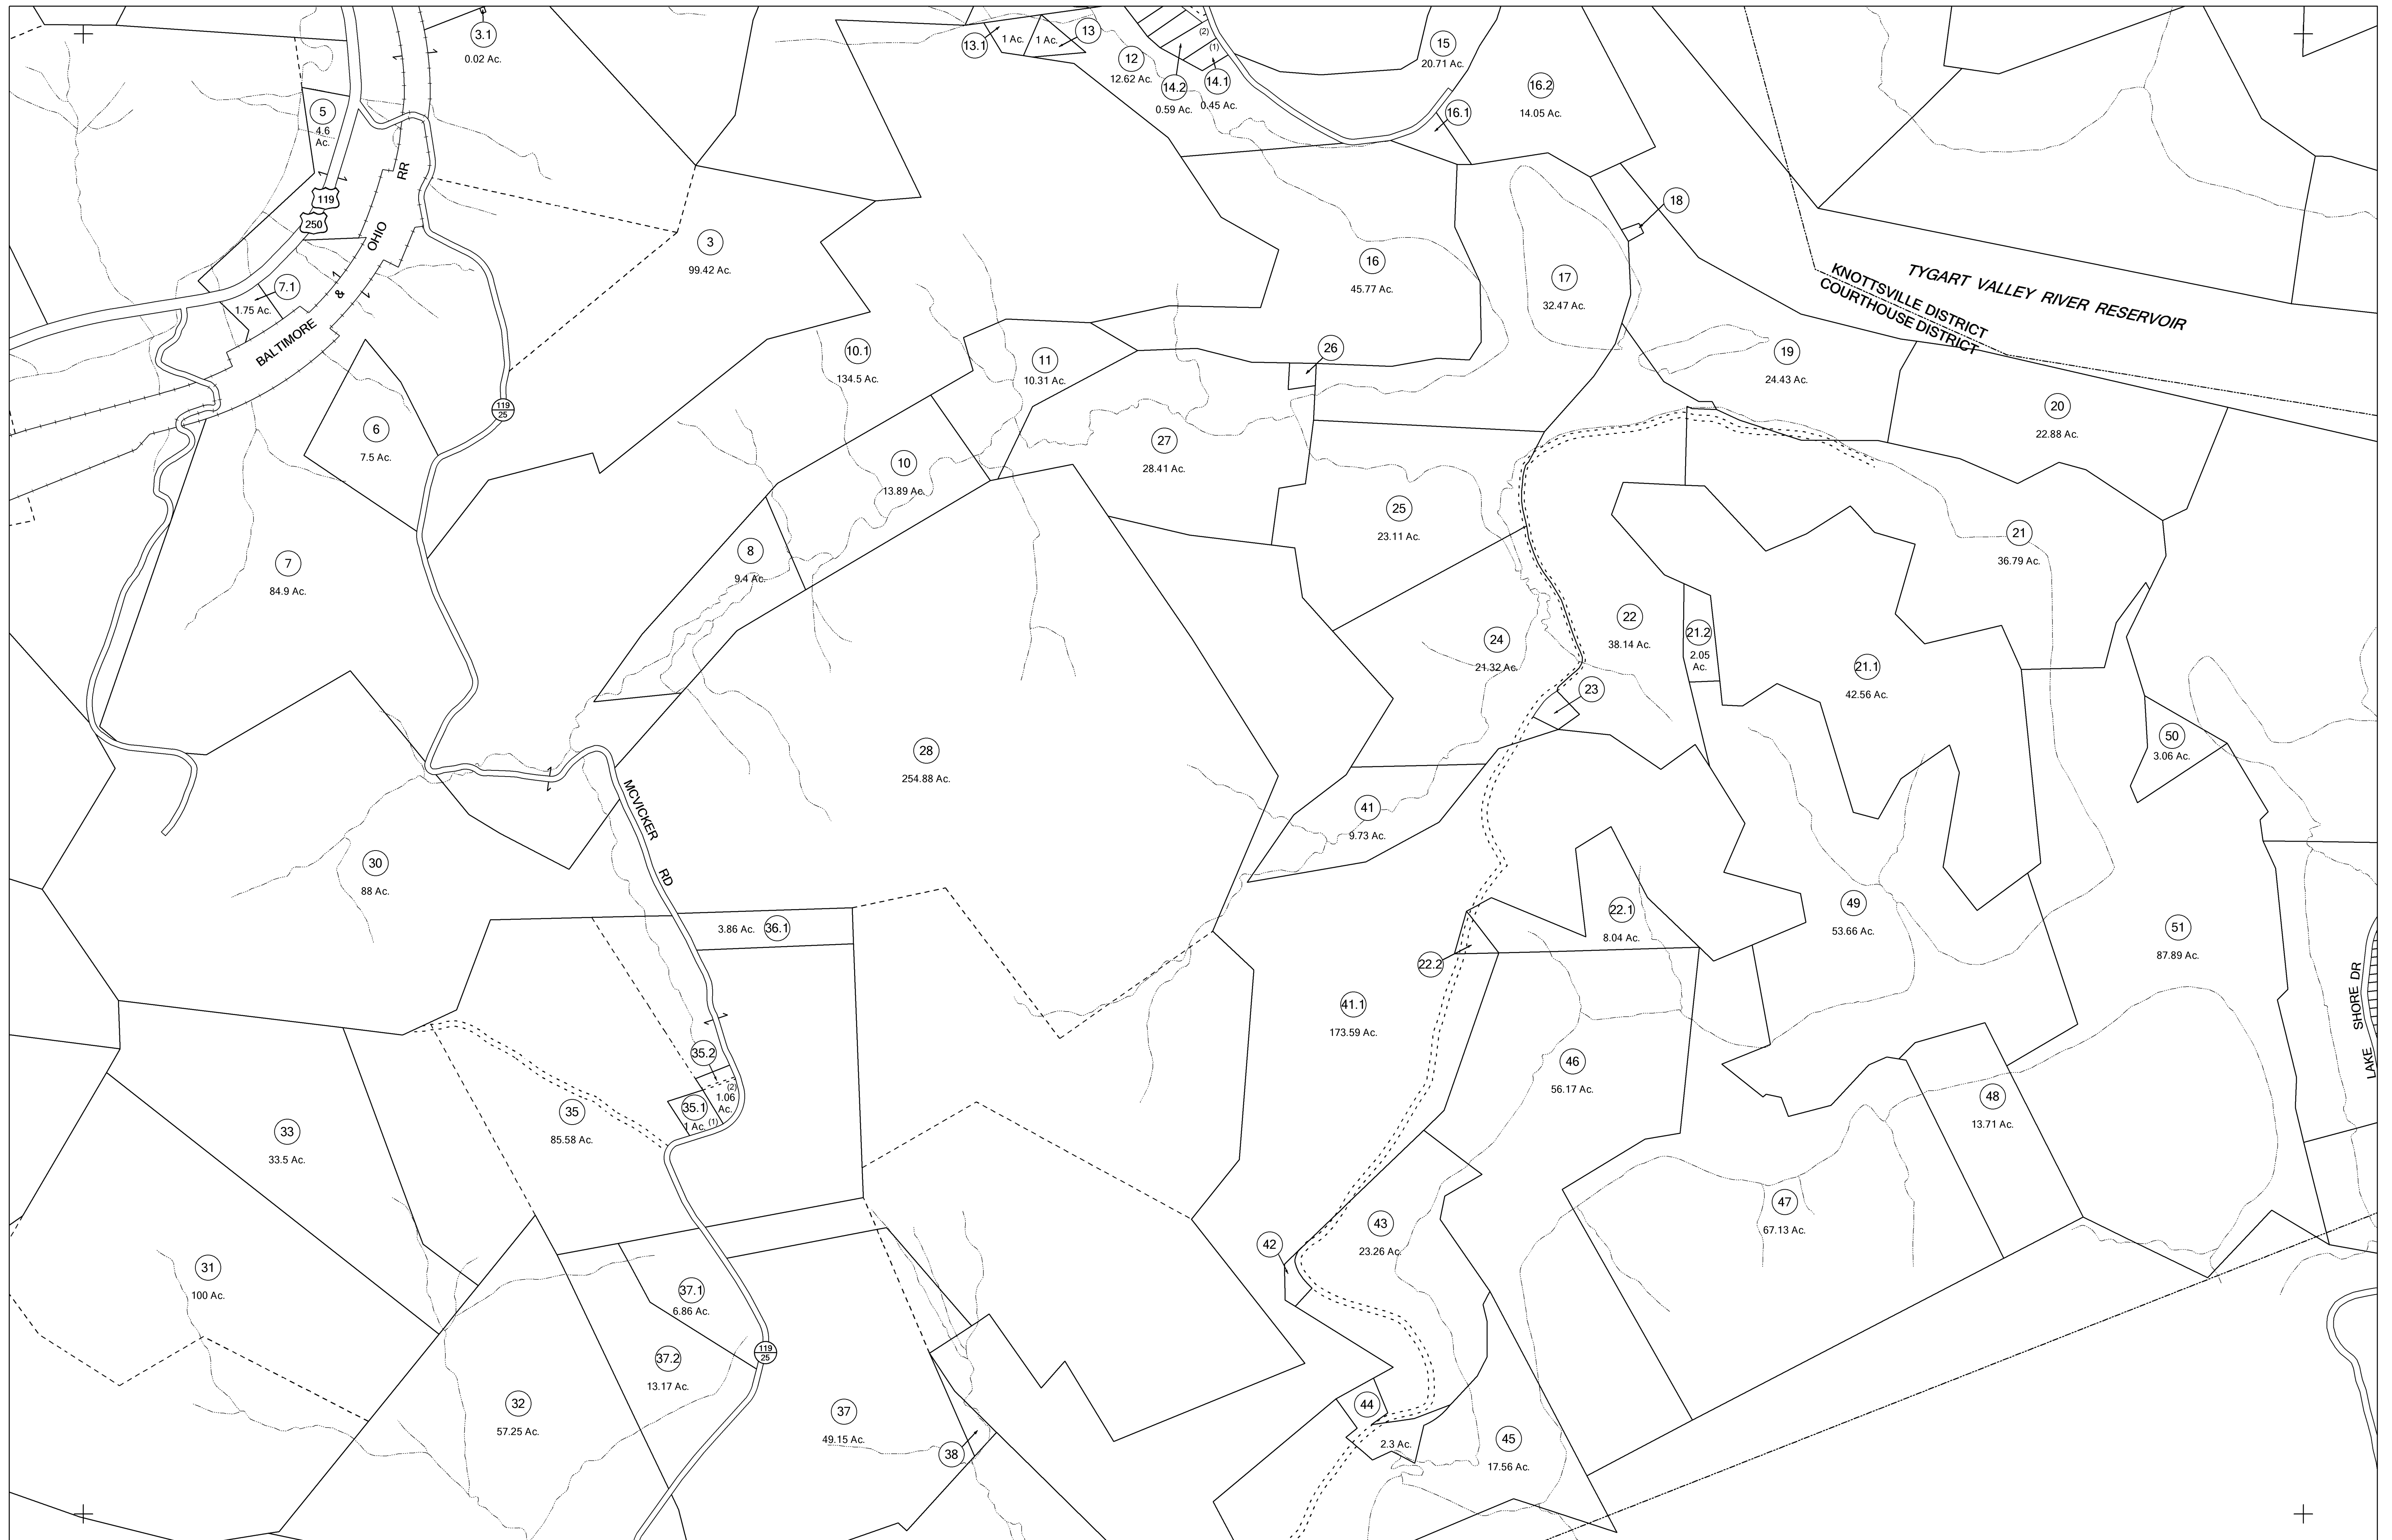 3.1
0.02 Ac.
13.1
1 Ac.
1 Ac.
13
12
12.62 Ac.
(2)
(1)
14.2
0.59 Ac.
14.1
0.45 Ac.
15
20.71 Ac.
16.1
16.2
14.05 Ac.
5
4.6
Ac.
RR
119
250
OHIO
&
BALTIMORE
7.1
1.75 Ac.
3
99.42 Ac.
18
16
45.77 Ac.
17
32.47 Ac.
KNOTTSVILLE DISTRICT
COURTHOUSE DISTRICT
TYGART VALLEY RIVER RESERVOIR
10.1
134.5 Ac.
11
10.31 Ac.
26
19
24.43 Ac.
119
25
6
7.5 Ac.
10
13.89 Ac.
27
28.41 Ac.
20
22.88 Ac.
25
23.11 Ac.
21
36.79 Ac.
7
84.9 Ac.
8
9.4 Ac.
24
21.32 Ac.
22
38.14 Ac.
21.2
2.05
Ac.
21.1
42.56 Ac.
23
28
254.88 Ac.
50
3.06 Ac.
MCVICKER RD
41
9.73 Ac.
30
88 Ac.
3.86 Ac.
36.1
22.1
8.04 Ac.
22.2
49
53.66 Ac.
51
87.89 Ac.
LAKE SHORE DR
41.1
173.59 Ac.
46
56.17 Ac.
35.2
(2)
1.06
Ac.
35.1
1 Ac.
(1)
35
85.58 Ac.
48
13.71 Ac.
33
33.5 Ac.
47
67.13 Ac.
43
23.26 Ac.
42
31
100 Ac.
37.1
6.86 Ac.
119
25
37.2
13.17 Ac.
32
57.25 Ac.
37
49.15 Ac.
38
44
2.3 Ac.
45
17.56 Ac.